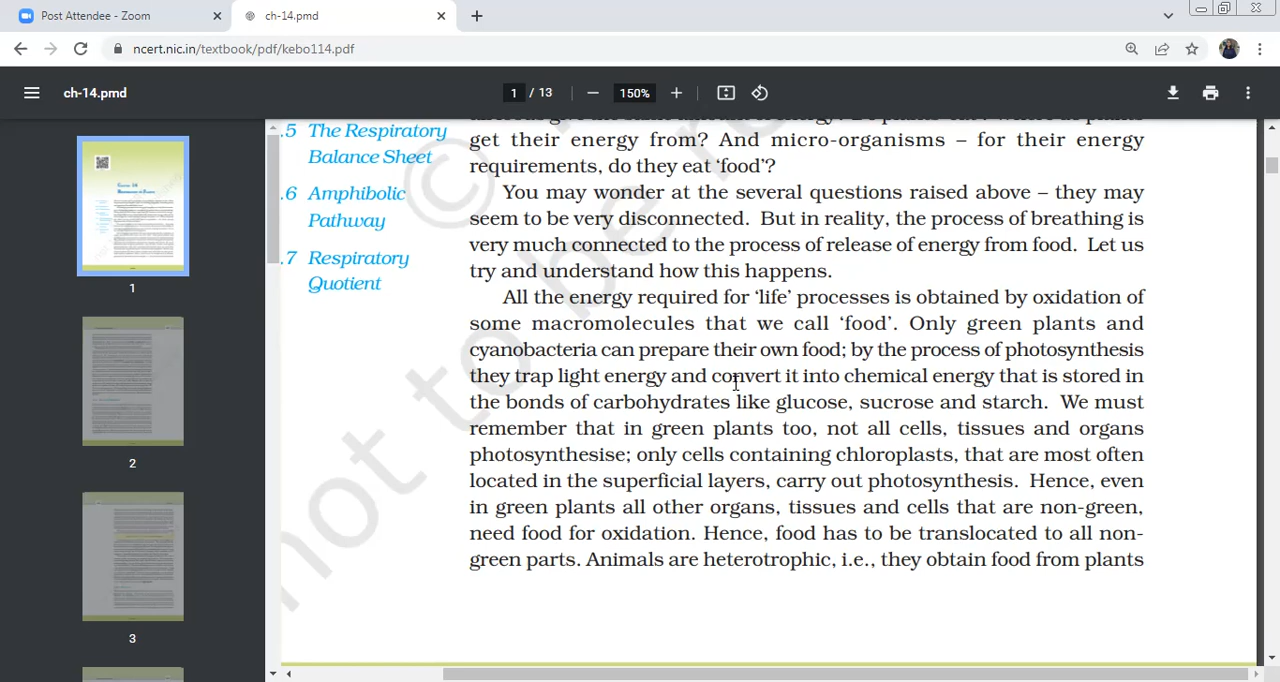 Post Attendee - Zoom
ch-14.pmd
ncert.nic.in/textbook/pdf/kebo114.pdf
ch-14.pmd
1 / 13
150%
.5 The Respiratory
Balance Sheet
.6 Amphibolic
Pathway
.7 Respiratory
Quotient
get their energy from? And micro-organisms – for their energy
requirements, do they eat ‘food’?
You may wonder at the several questions raised above – they may
seem to be very disconnected. But in reality, the process of breathing is
very much connected to the process of release of energy from food. Let us
try and understand how this happens.
All the energy required for ‘life’ processes is obtained by oxidation of
some macromolecules that we call ‘food’. Only green plants and
cyanobacteria can prepare their own food; by the process of photosynthesis
they trap light energy and convert it into chemical energy that is stored in
the bonds of carbohydrates like glucose, sucrose and starch. We must
remember that in green plants too, not all cells, tissues and organs
photosynthesise; only cells containing chloroplasts, that are most often
located in the superficial layers, carry out photosynthesis. Hence, even
in green plants all other organs, tissues and cells that are non-green,
need food for oxidation. Hence, food has to be translocated to all non-
green parts. Animals are heterotrophic, i.e., they obtain food from plants
© not to be r
1
2
3